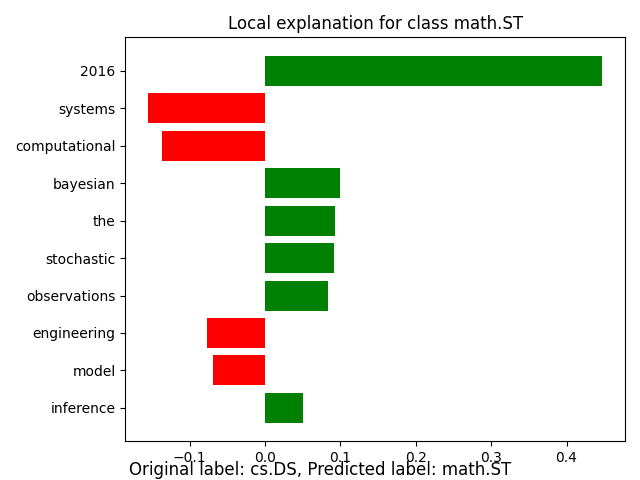 Local explanation for class math.ST
2016
systems
computational
bayesian
the
stochastic
observations
engineering
model
inference
−0.1 0.0 0.1 0.2 0.3 0.4
Original label: cs.DS, Predicted label: math.ST